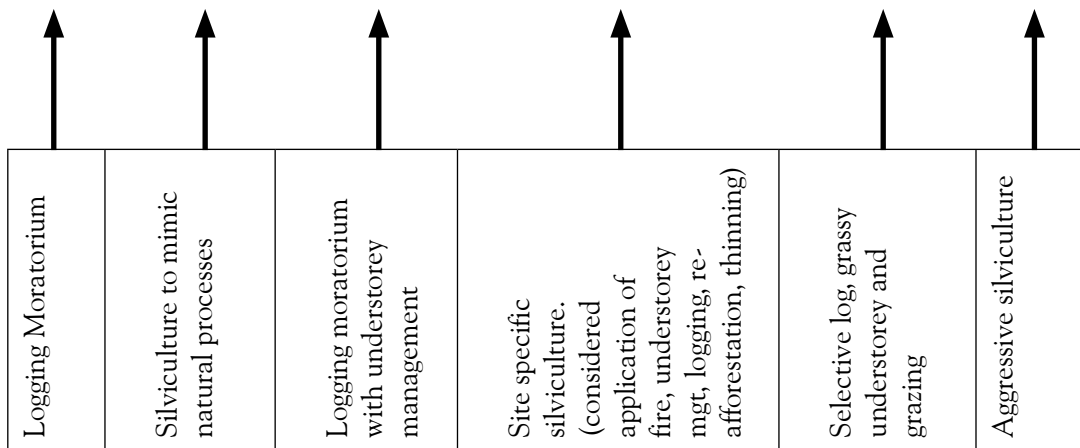 Logging Moratorium
Silviculture to mimic
natural processes
Logging moratorium
with understorey
management
Site specific
silviculture.
(considered
application of
fire, understorey
mgt, logging, re-
afforestation, thinning)
Selective log, grassy
understorey and
grazing
Aggressive silviculture